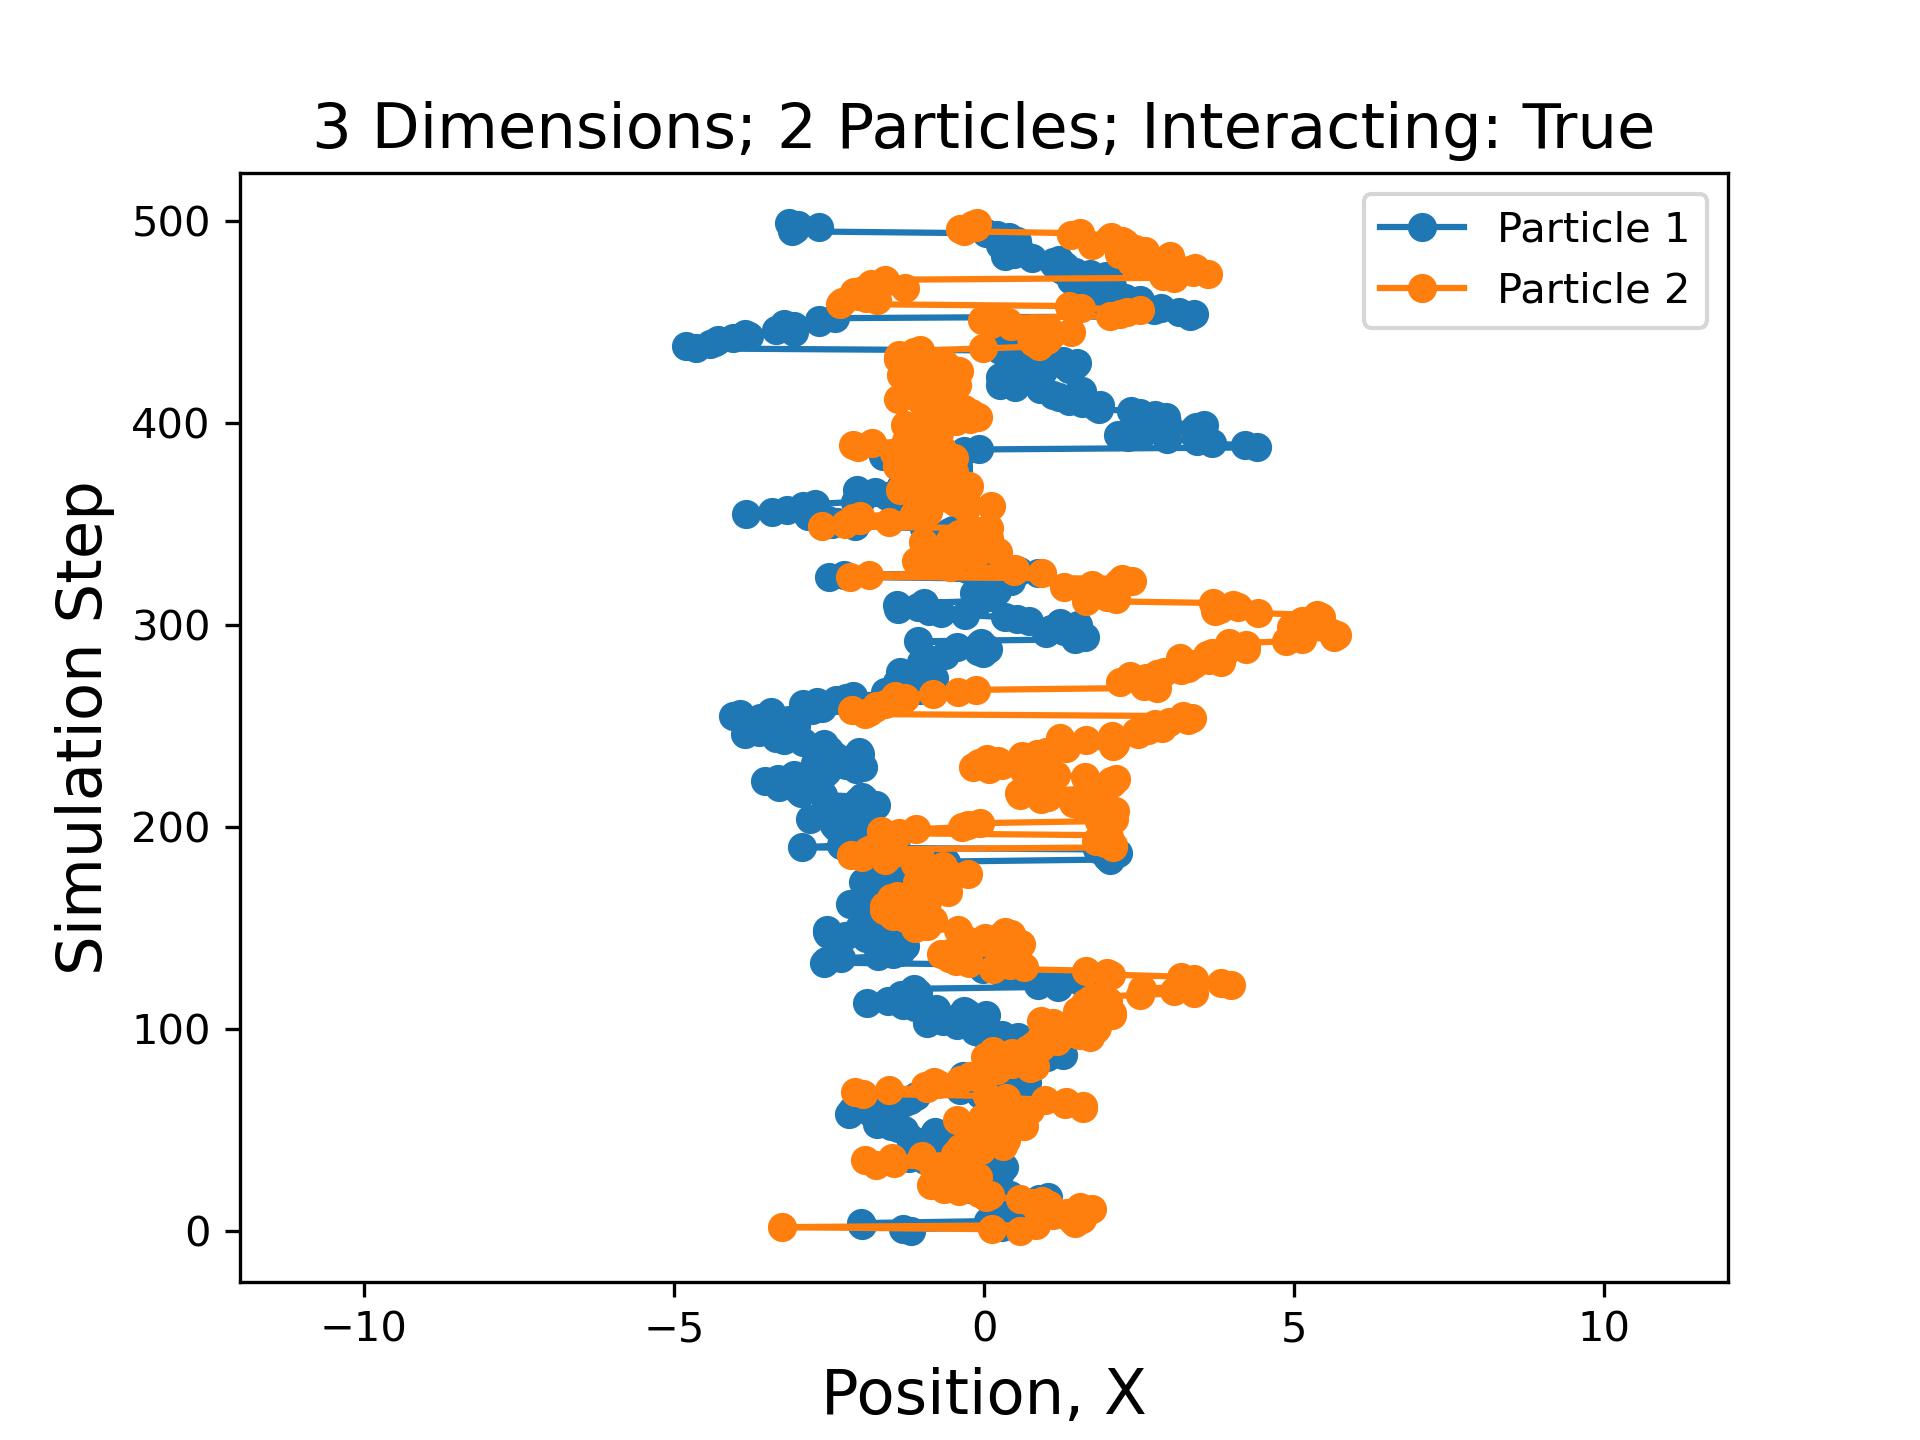 3 Dimensions; 2 Particles; Interacting: True
Particle 1
Particle 2
Simulation Step
500
400
300
200
100
0
−10
−5
0
5
10
Position, X